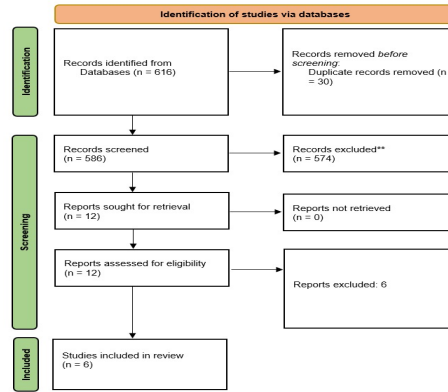 Identification of studies via databases
Identification
Records identified from
Databases (n = 616)
Records removed before
screening:
Duplicate records removed (n
= 30)
Screening
Records screened
(n = 586)
Records excluded**
(n = 574)
Reports sought for retrieval
(n = 12)
Reports not retrieved
(n = 0)
Reports assessed for eligibility
(n = 12)
Reports excluded: 6
Included
Studies included in review
(n = 6)